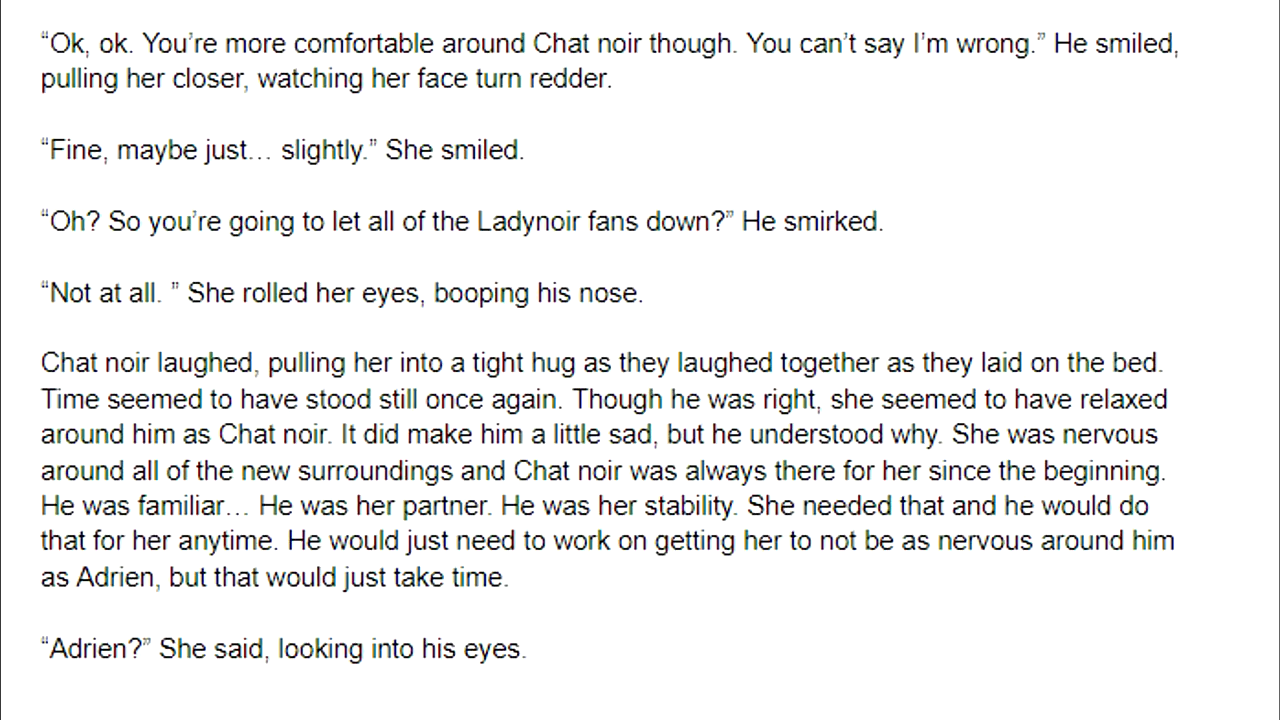 “Ok, ok. You’re more comfortable around Chat noir though. You can’t say I’m wrong.” He smiled,
pulling her closer, watching her face turn redder.
“Fine, maybe just… slightly.” She smiled.
“Oh? So you’re going to let all of the Ladynoir fans down?” He smirked.
“Not at all. ” She rolled her eyes, booping his nose.
Chat noir laughed, pulling her into a tight hug as they laughed together as they laid on the bed.
Time seemed to have stood still once again. Though he was right, she seemed to have relaxed
around him as Chat noir. It did make him a little sad, but he understood why. She was nervous
around all of the new surroundings and Chat noir was always there for her since the beginning.
He was familiar… He was her partner. He was her stability. She needed that and he would do
that for her anytime. He would just need to work on getting her to not be as nervous around him
as Adrien, but that would just take time.
“Adrien?” She said, looking into his eyes.